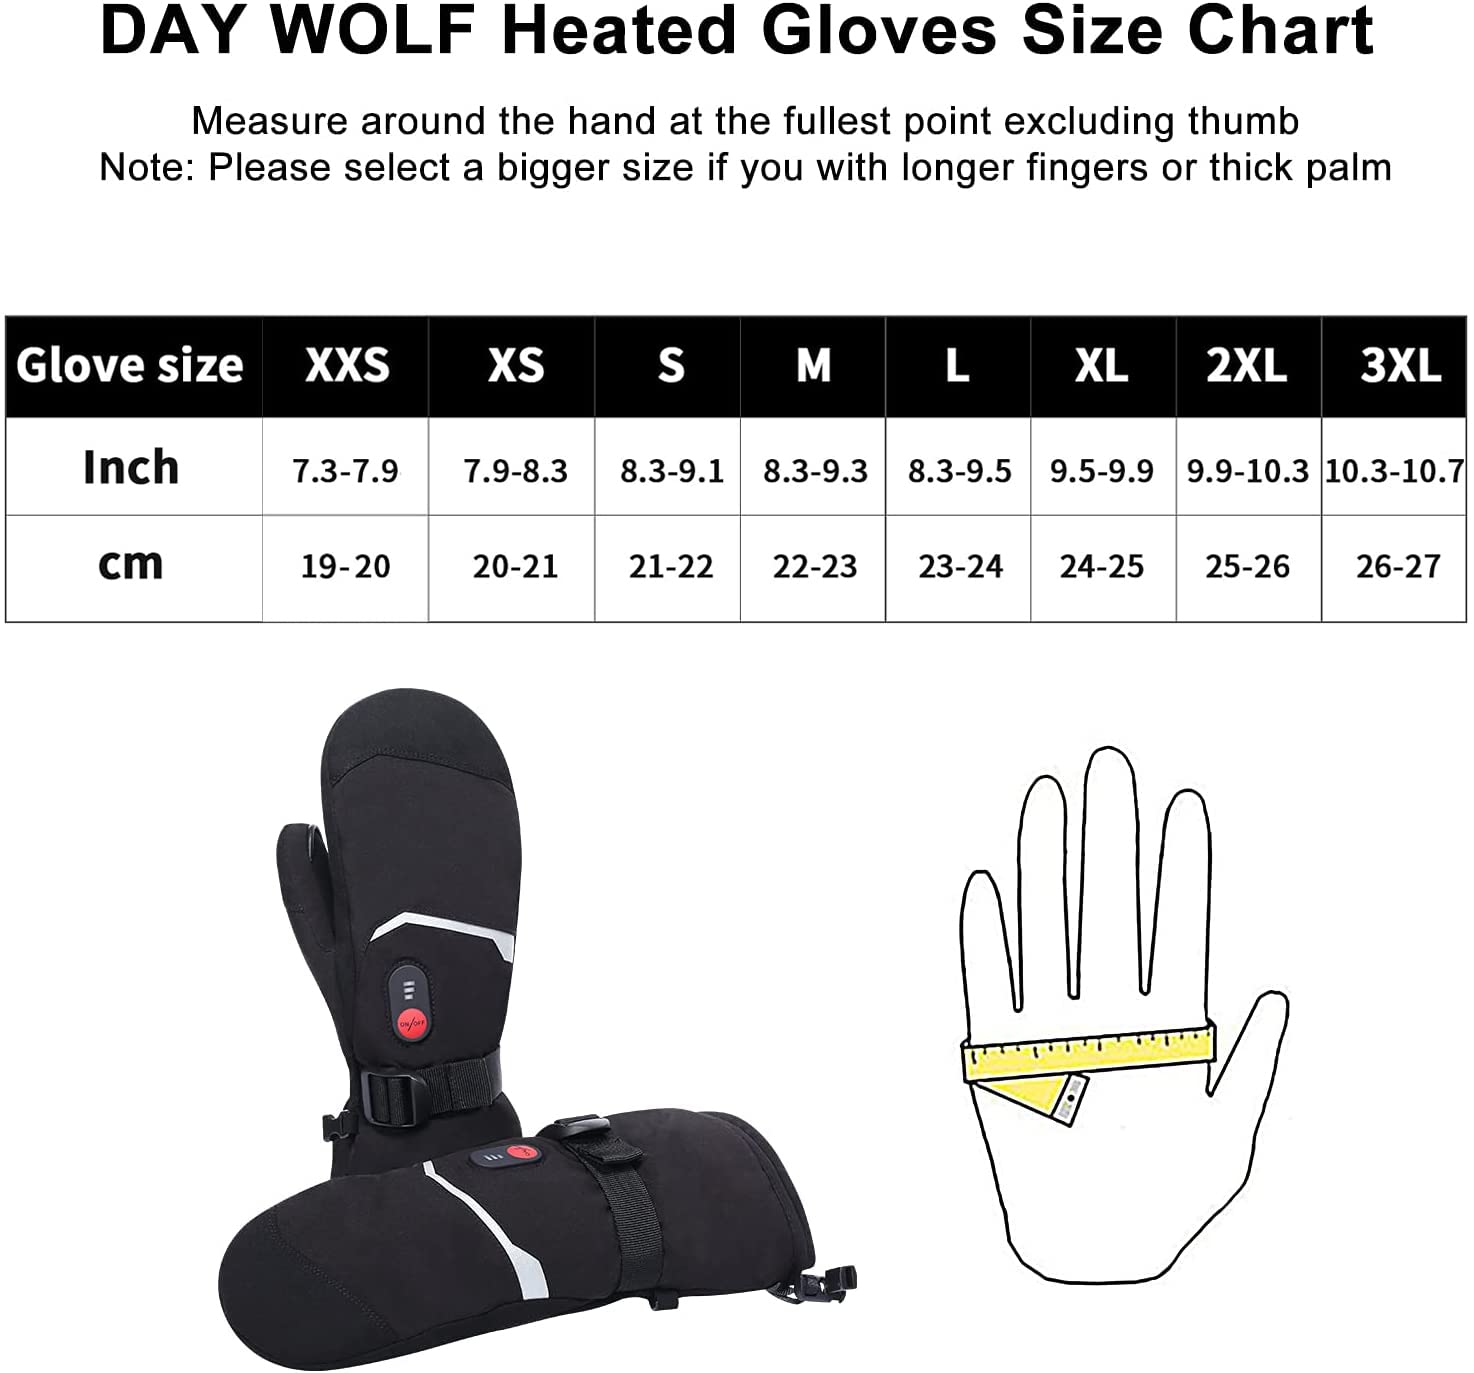 DAY WOLF Heated Gloves Size Chart
Measure around the hand at the fullest point excluding thumb
Note: Please select a bigger size if you with longer fingers or thick palm
Glove size XXS XS S M L XL 2XL 3XL
Inch 7.3-7.9 7.9-8.3 8.3-9.1 8.3-9.3 8.3-9.5 9.5-9.9 9.9-10.3 10.3-10.7
cm 19-20 20-21 21-22 22-23 23-24 24-25 25-26 26-27
ON/OFF